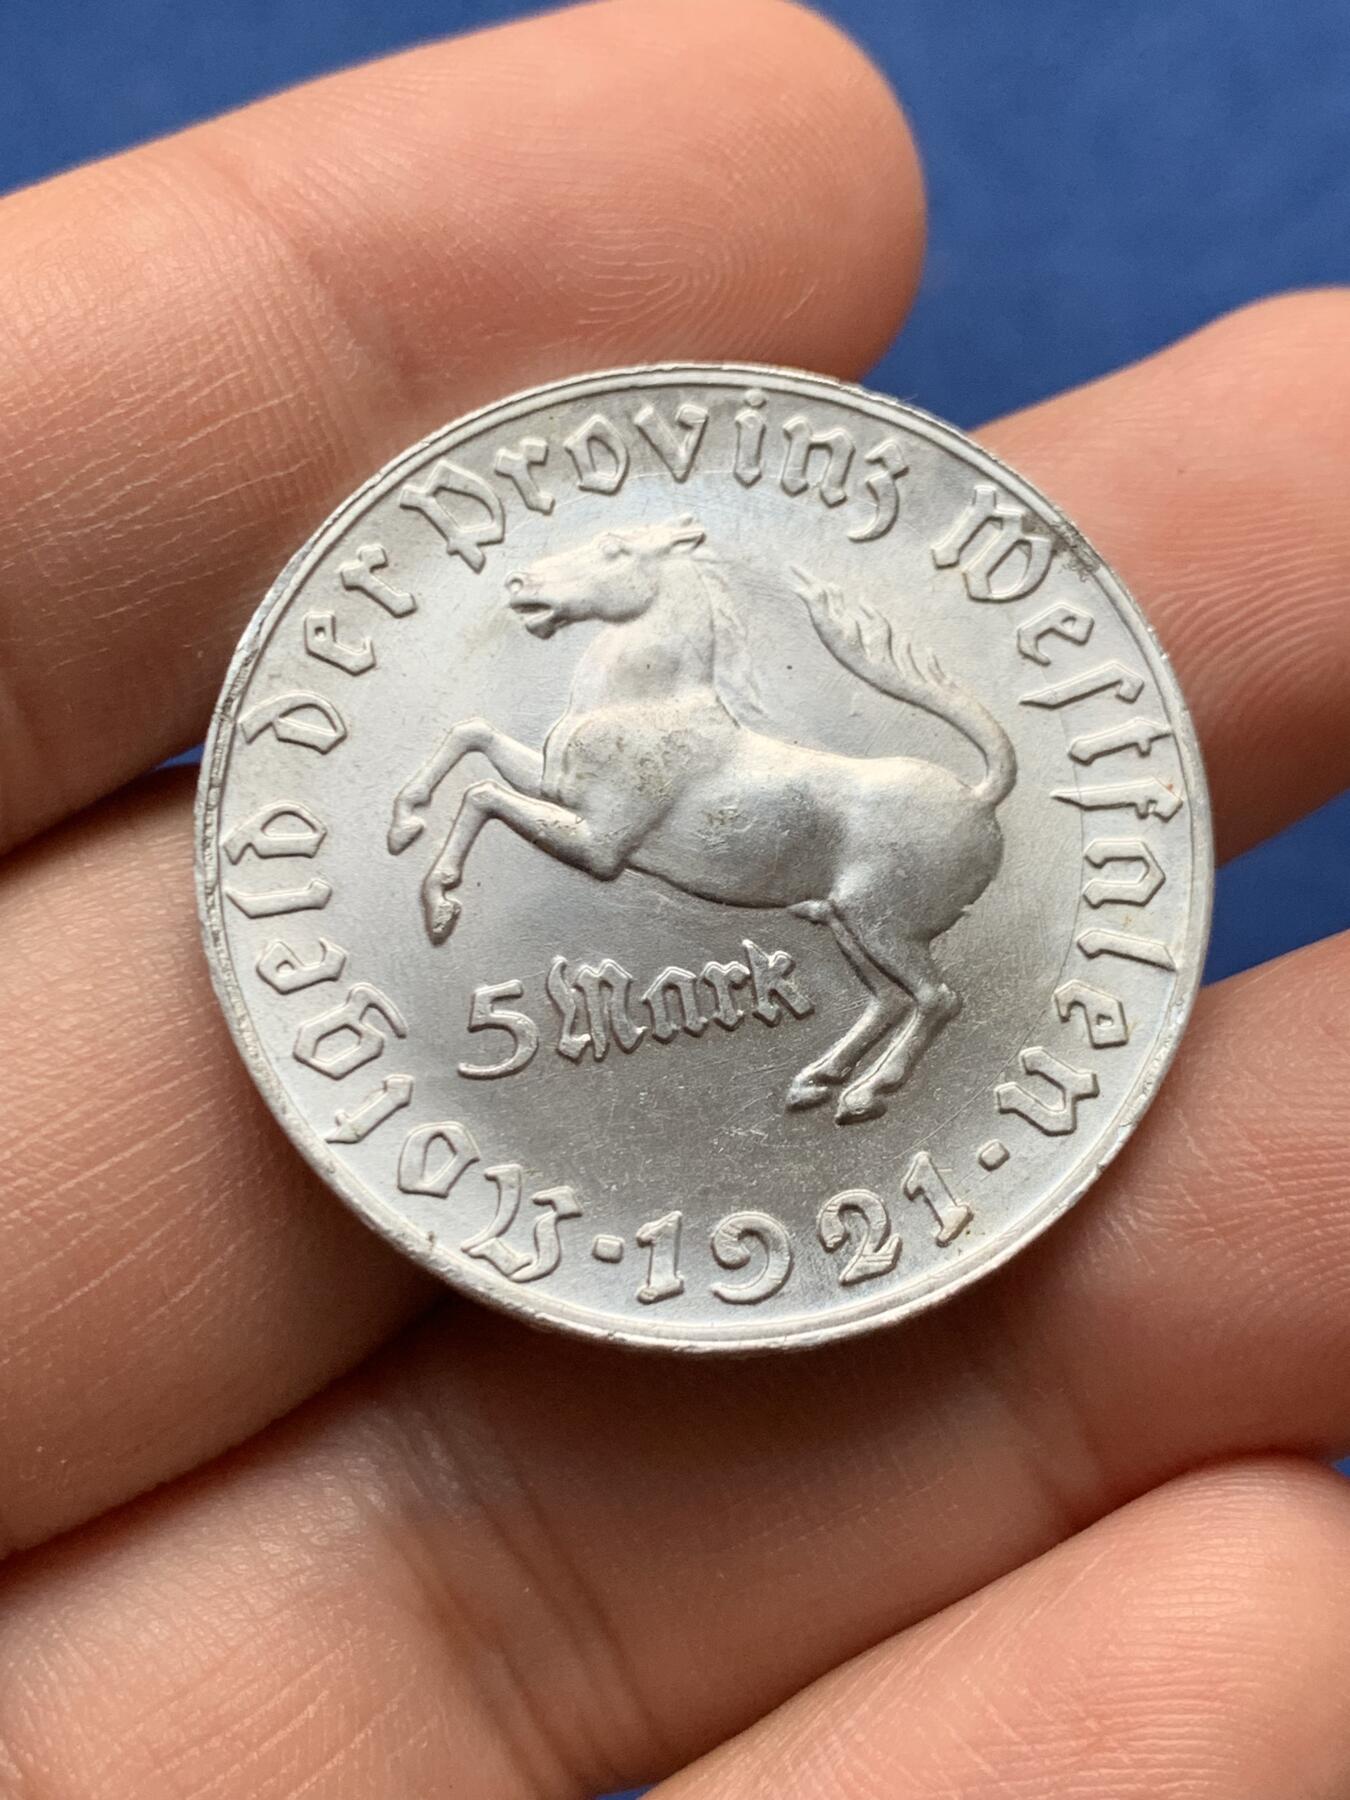 Notgeld der Provinz Westfalen
5 Mark
· 1921 ·